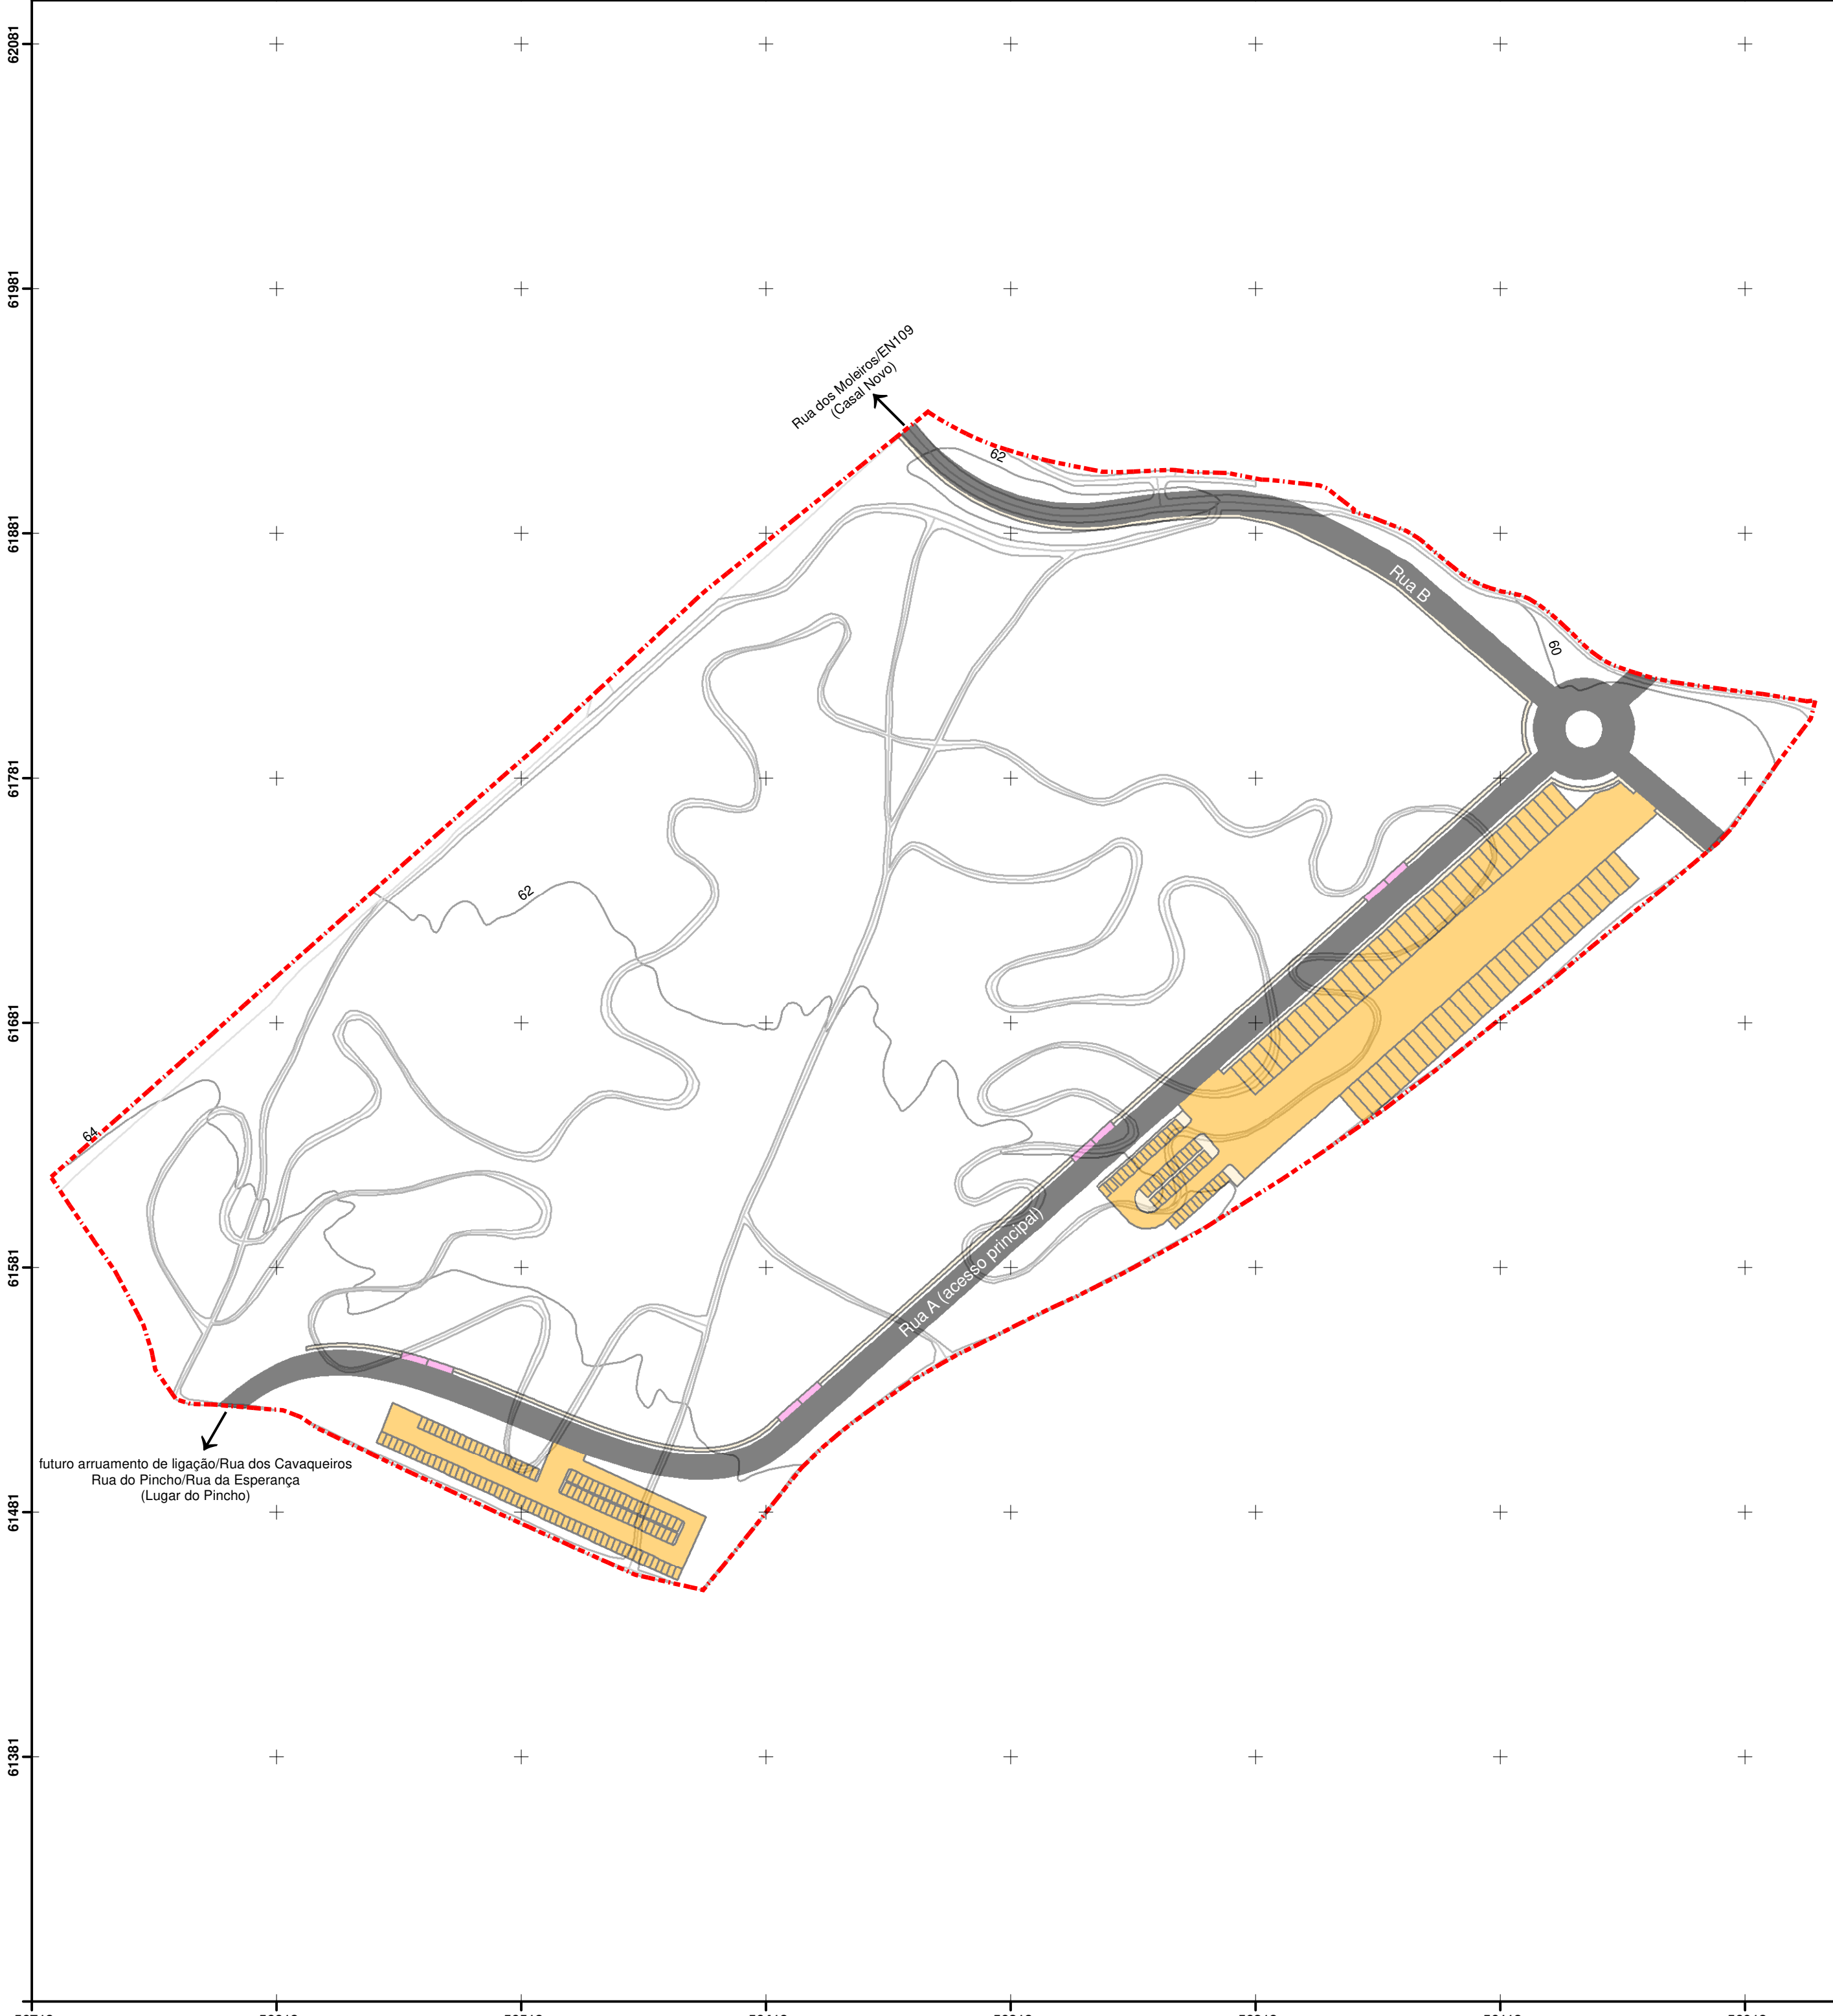 62081
61981
Rua dos Moleiros/EN109
(Casal Novo)
62
61881
Rua B
60
61781
62
61681
64
61581
Rua A (acesso principal)
futuro arruamento de ligação/Rua dos Cavaqueiros
Rua do Pincho/Rua da Esperança
(Lugar do Pincho)
61481
61381